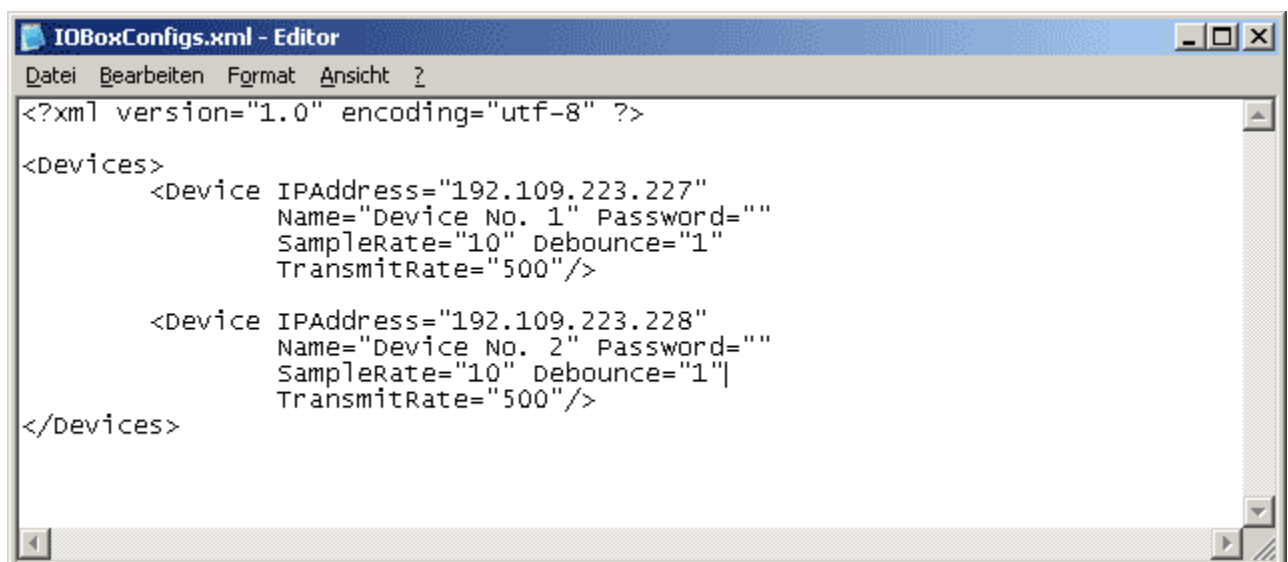 IOBoxConfigs.xml - Editor
Datei Bearbeiten Format Ansicht ?
<?xml version="1.0" encoding="utf-8" ?>
<Devices>
<Device IPAddress="192.109.223.227"
Name="Device No. 1" Password=""
SampleRate="10" Debounce="1"
TransmitRate="500"/>
<Device IPAddress="192.109.223.228"
Name="Device No. 2" Password=""
SampleRate="10" Debounce="1"
TransmitRate="500"/>
</Devices>